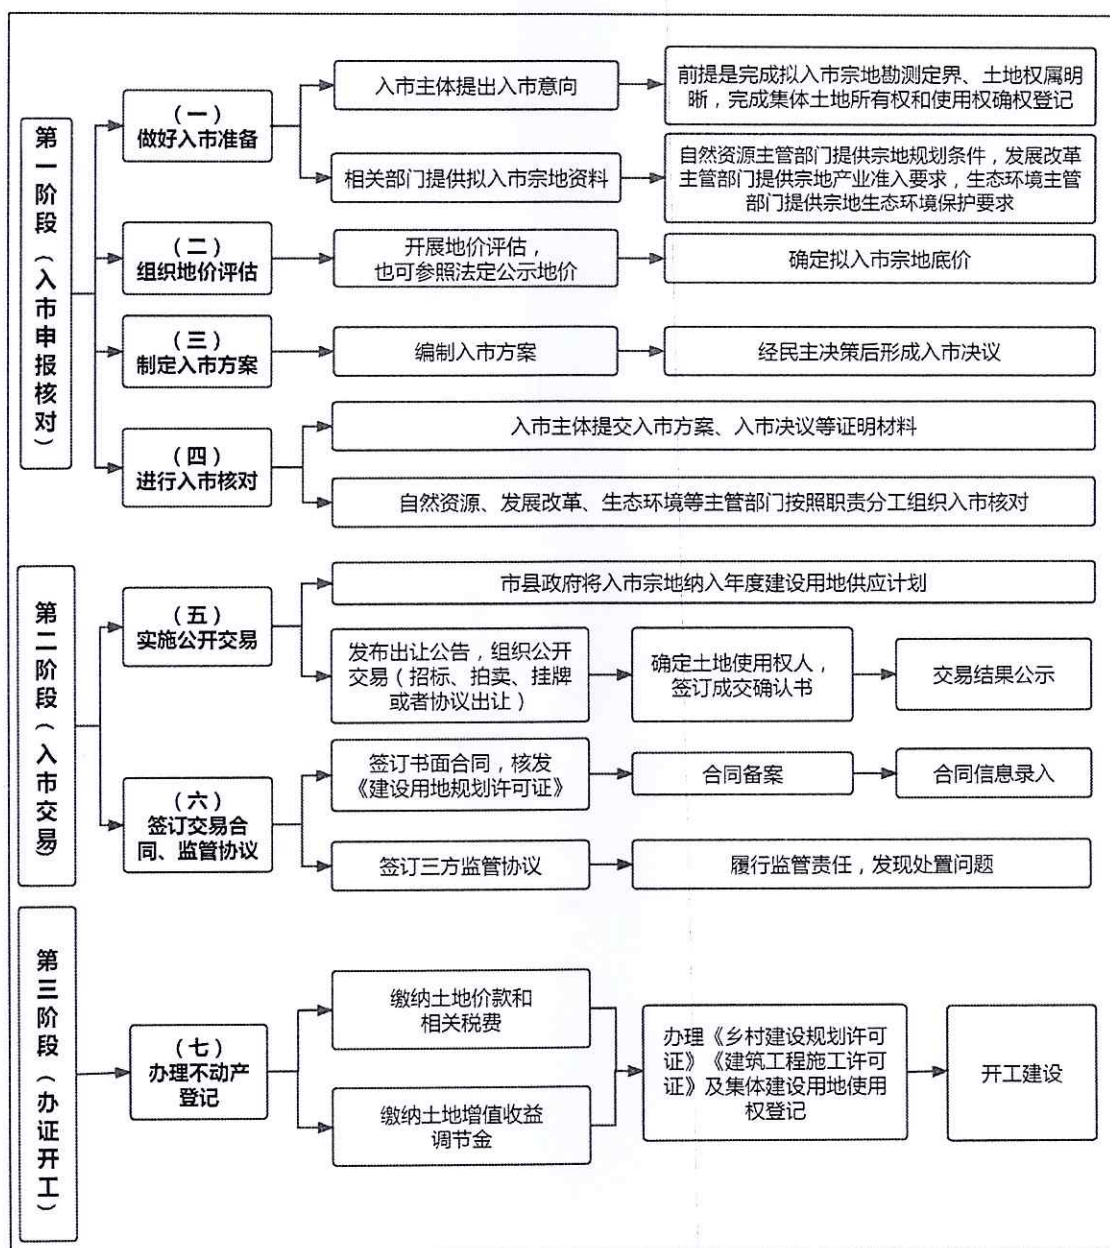 第一阶段（入市申报核对）
（一）
做好入市准备
入市主体提出入市意向
前提是完成拟入市宗地勘测定界、土地权属明
晰，完成集体土地所有权和使用权确权登记
相关部门提供拟入市宗地资料
自然资源主管部门提供宗地规划条件，发展改革
主管部门提供宗地产业准入要求，生态环境主管
部门提供宗地生态环境保护要求
（二）
组织地价评估
开展地价评估，
也可参照法定公示地价
确定拟入市宗地底价
（三）
制定入市方案
编制入市方案
经民主决策后形成入市决议
（四）
进行入市核对
入市主体提交入市方案、入市决议等证明材料
自然资源、发展改革、生态环境等主管部门按照职责分工组织入市核对
第二阶段（入市交易）
（五）
实施公开交易
市县政府将入市宗地纳入年度建设用地供应计划
发布出让公告，组织公开
交易（招标、拍卖、挂牌
或者协议出让）
确定土地使用权人，
签订成交确认书
交易结果公示
（六）
签订交易合
同、监管协议
签订书面合同，核发
《建设用地规划许可证》
合同备案
合同信息录入
签订三方监管协议
履行监管责任，发现处置问题
第三阶段（办证开工）
（七）
办理不动产
登记
缴纳土地价款和
相关税费
缴纳土地增值收益
调节金
办理《乡村建设规划许可
证》《建筑工程施工许可
证》及集体建设用地使用
权登记
开工建设